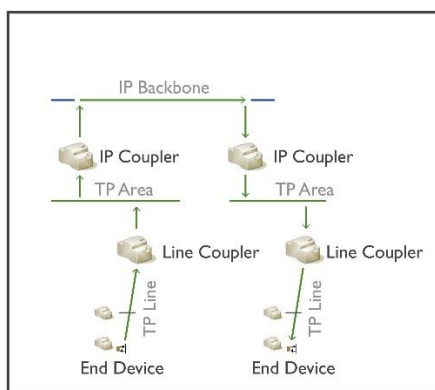 IP Backbone
IP Coupler
IP Coupler
TP Area
TP Area
Line Coupler
Line Coupler
TP Line
TP Line
End Device
End Device